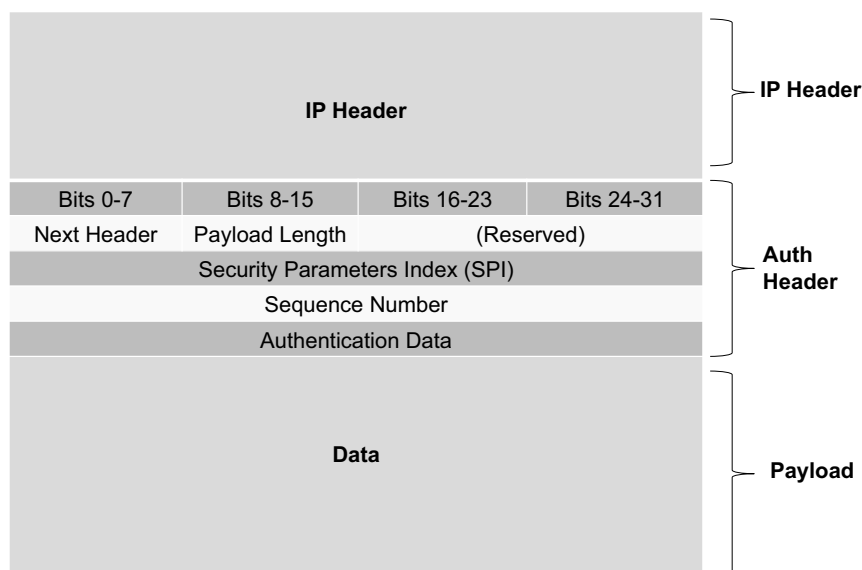 IP Header
IP Header
Bits 0-7 Bits 8-15 Bits 16-23 Bits 24-31
Next Header Payload Length (Reserved)
Security Parameters Index (SPI)
Sequence Number
Authentication Data
Auth
Header
Data
Payload